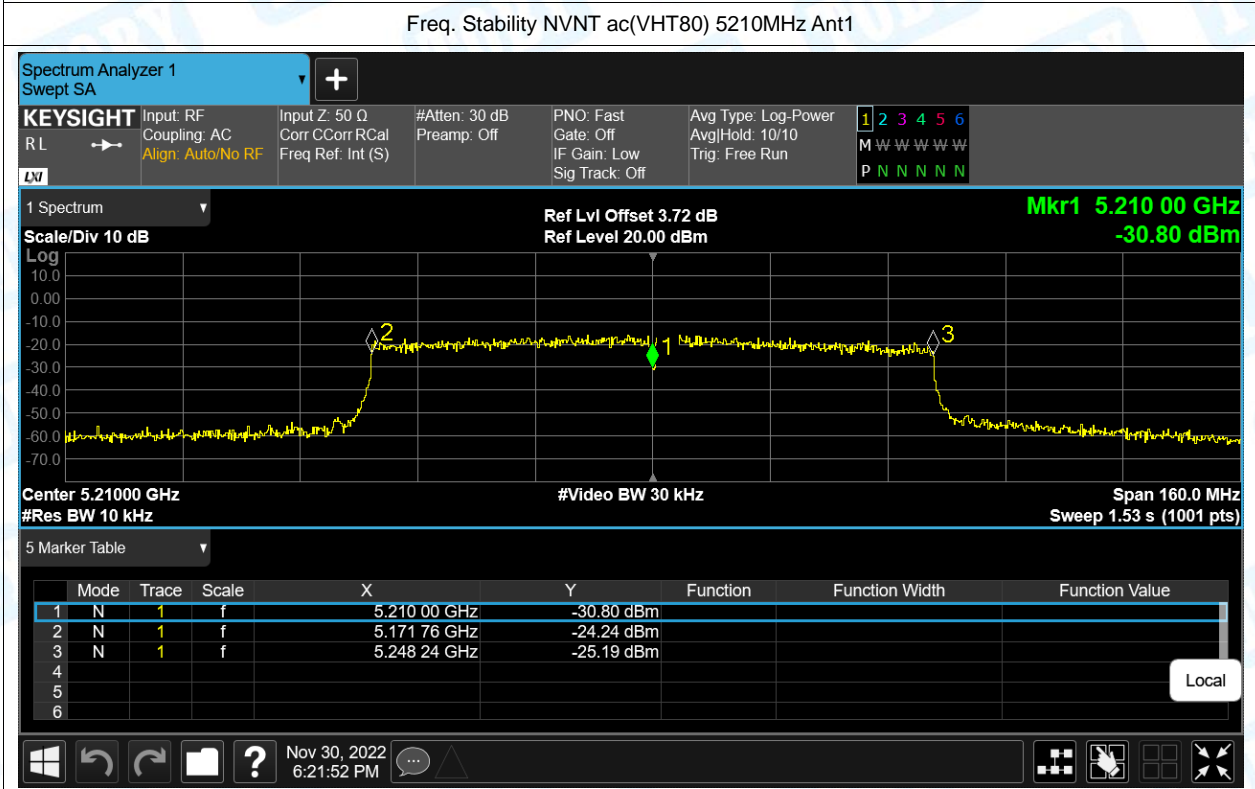 Freq. Stability NVNT ac(VHT80) 5210MHz Ant1
Spectrum Analyzer 1
Swept SA
+
KEYSIGHT
R L
LXI
Input: RF
Coupling: AC
Align: Auto/No RF
Input Z: 50 Ω
Corr CCorr RCal
Freq Ref: Int (S)
#Atten: 30 dB
Preamp: Off
PNO: Fast
Gate: Off
IF Gain: Low
Sig Track: Off
Avg Type: Log-Power
Avg|Hold: 10/10
Trig: Free Run
1 2 3 4 5 6
M W W W W W
P N N N N N
1 Spectrum
Scale/Div 10 dB
Ref Lvl Offset 3.72 dB
Ref Level 20.00 dBm
Mkr1 5.210 00 GHz
-30.80 dBm
Log
10.0
0.00
-10.0
-20.0
-30.0
-40.0
-50.0
-60.0
-70.0
2
1
3
Center 5.21000 GHz
#Res BW 10 kHz
#Video BW 30 kHz
Span 160.0 MHz
Sweep 1.53 s (1001 pts)
5 Marker Table
Mode Trace Scale X Y Function Function Width Function Value
1 N 1 f 5.210 00 GHz -30.80 dBm
2 N 1 f 5.171 76 GHz -24.24 dBm
3 N 1 f 5.248 24 GHz -25.19 dBm
4
5
6
Local
?
Nov 30, 2022
6:21:52 PM